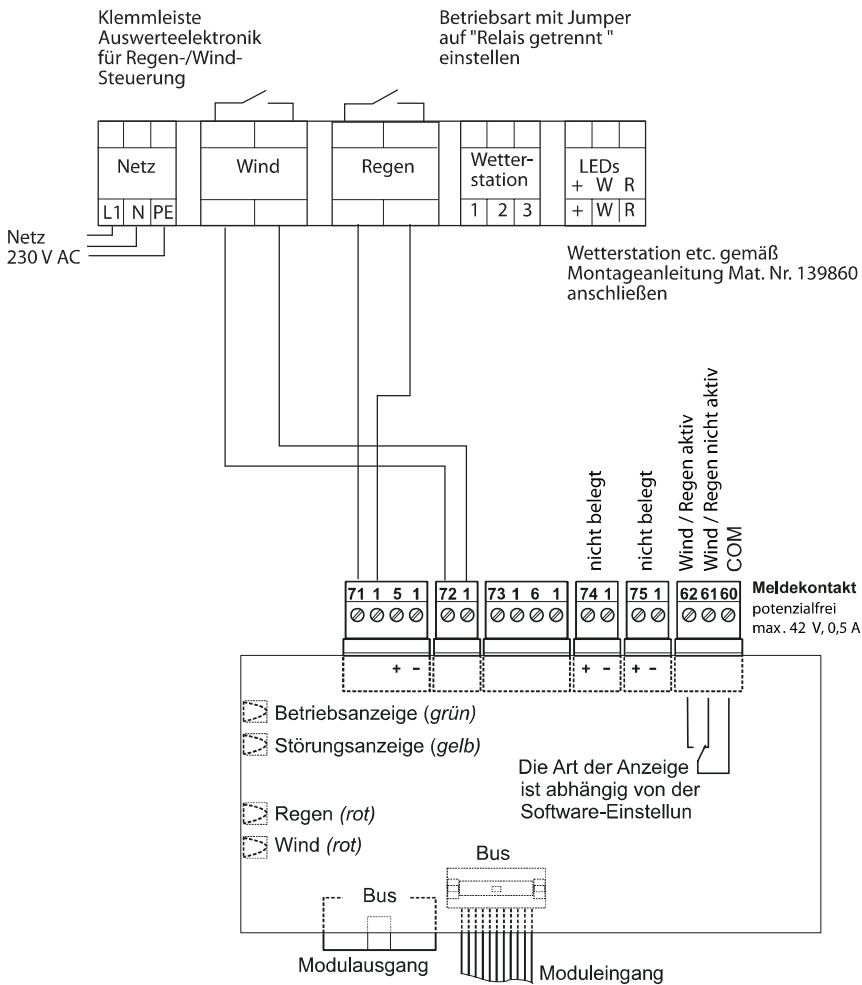 Klemmleiste
Auswerteelektronik
für Regen-/Wind-
Steuerung
Betriebsart mit Jumper
auf "Relais getrennt "
einstellen
Netz
Wind
Regen
Wetter-
station
LEDs
+ W R
L1 N PE
1 2 3
+ W R
Netz
230 V AC
Wetterstation etc. gemäß
Montageanleitung Mat. Nr. 139860
anschließen
nicht belegt
nicht belegt
Wind / Regen aktiv
Wind / Regen nicht aktiv
COM
71 1 5 1
72 1
73 1 6 1
74 1
75 1
62 61 60
Meldekontakt
potenzialfrei
max. 42 V, 0,5 A
+ -
+ -
+ -
Betriebsanzeige (grün)
Störungsanzeige (gelb)
Die Art der Anzeige
ist abhängig von der
Software-Einstellun
Regen (rot)
Wind (rot)
Bus
Bus
Modulausgang
Moduleingang